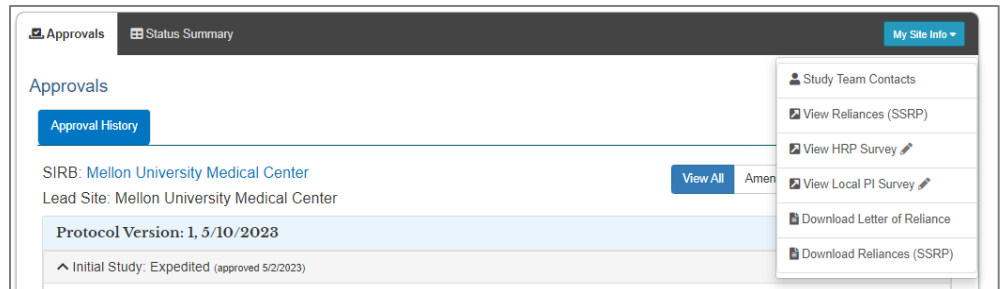 Approvals
Status Summary
My Site Info
Approvals
Study Team Contacts
Approval History
View Reliances (SSRP)
View HRP Survey
SIRB: Mellon University Medical Center
View All
Lead Site: Mellon University Medical Center
View Local PI Survey
Download Letter of Reliance
Protocol Version: 1, 5/10/2023
Download Reliances (SSRP)
Initial Study: Expedited (approved 5/2/2023)